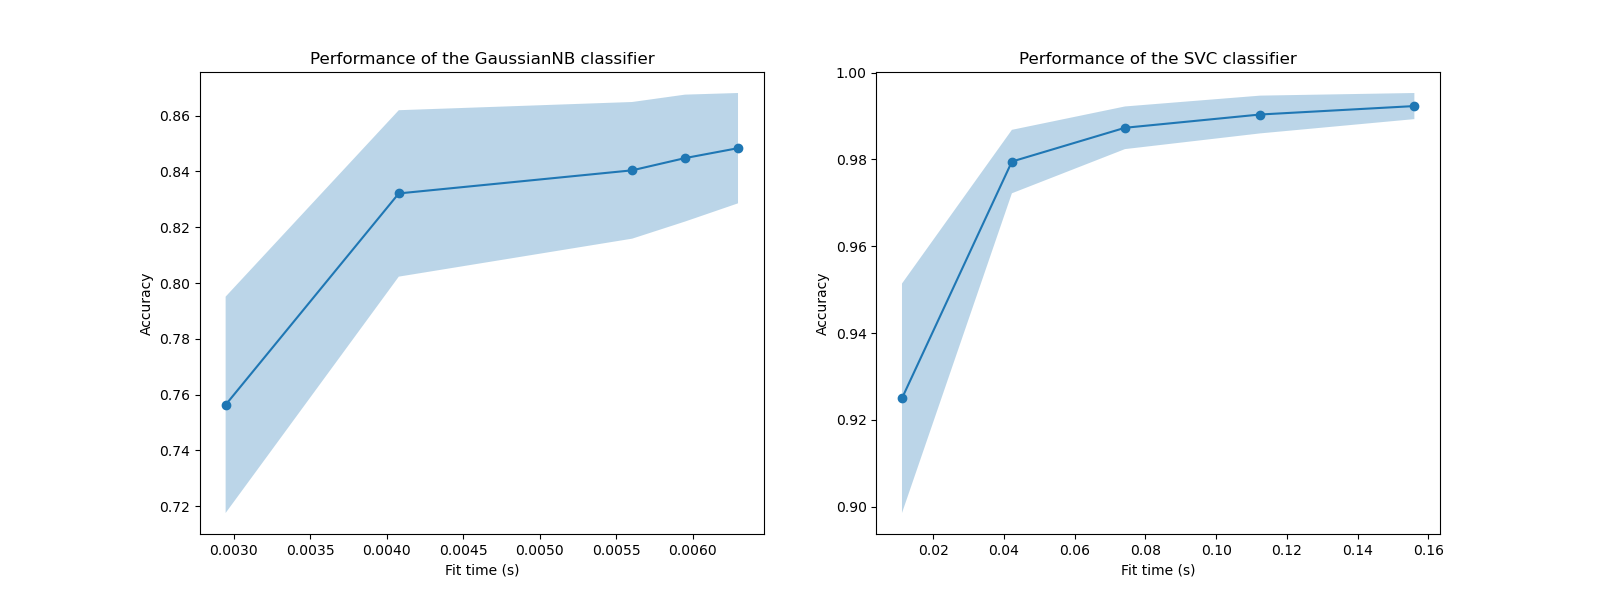 Performance of the GaussianNB classifier
0.86
0.84
0.82
0.80
0.78
0.76
0.74
0.72
Accuracy
0.0030 0.0035 0.0040 0.0045 0.0050 0.0055 0.0060
Fit time (s)
Performance of the SVC classifier
1.00
0.98
0.96
0.94
0.92
0.90
Accuracy
0.02 0.04 0.06 0.08 0.10 0.12 0.14 0.16
Fit time (s)